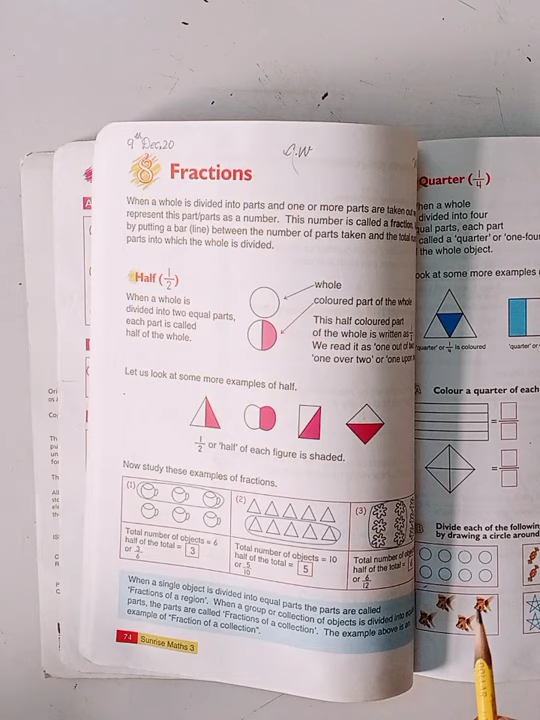 9th Dec, 20
C.W
8 Fractions
When a whole is divided into parts and one or more parts are taken out
represent this part/parts as a number. This number is called a fraction,
by putting a bar (line) between the number of parts taken and the total
parts into which the whole is divided.
Half (1/2)
When a whole is
divided into two equal parts,
each part is called
half of the whole.
whole
coloured part of the whole
This half coloured part
of the whole is written as
We read it as 'one out of
'one over two' or 'one upon
Let us look at some more examples of half.
1/2 or 'half' of each figure is shaded.
Now study these examples of fractions.
(1)
Total number of objects = 6
half of the total = 3
or 3/6
(2)
Total number of objects = 10
half of the total = 5
or 5/10
(3)
Total number of
half of the total =
or 6/12
When a single object is divided into equal parts the parts are called
'Fractions of a region'. When a group or collection of objects is divided into
parts, the parts are called 'Fractions of a collection'. The example above is
example of "Fraction of a collection".
74 Sunrise Maths 3
Quarter (1/4)
a whole
divided into four
parts, each part
called a 'quarter' or
the whole object.
at some more examples
'quarter' or 1/4 is coloured
'quarter' or
A Colour a quarter of each
=
=
B Divide each of the
by drawing a circle around